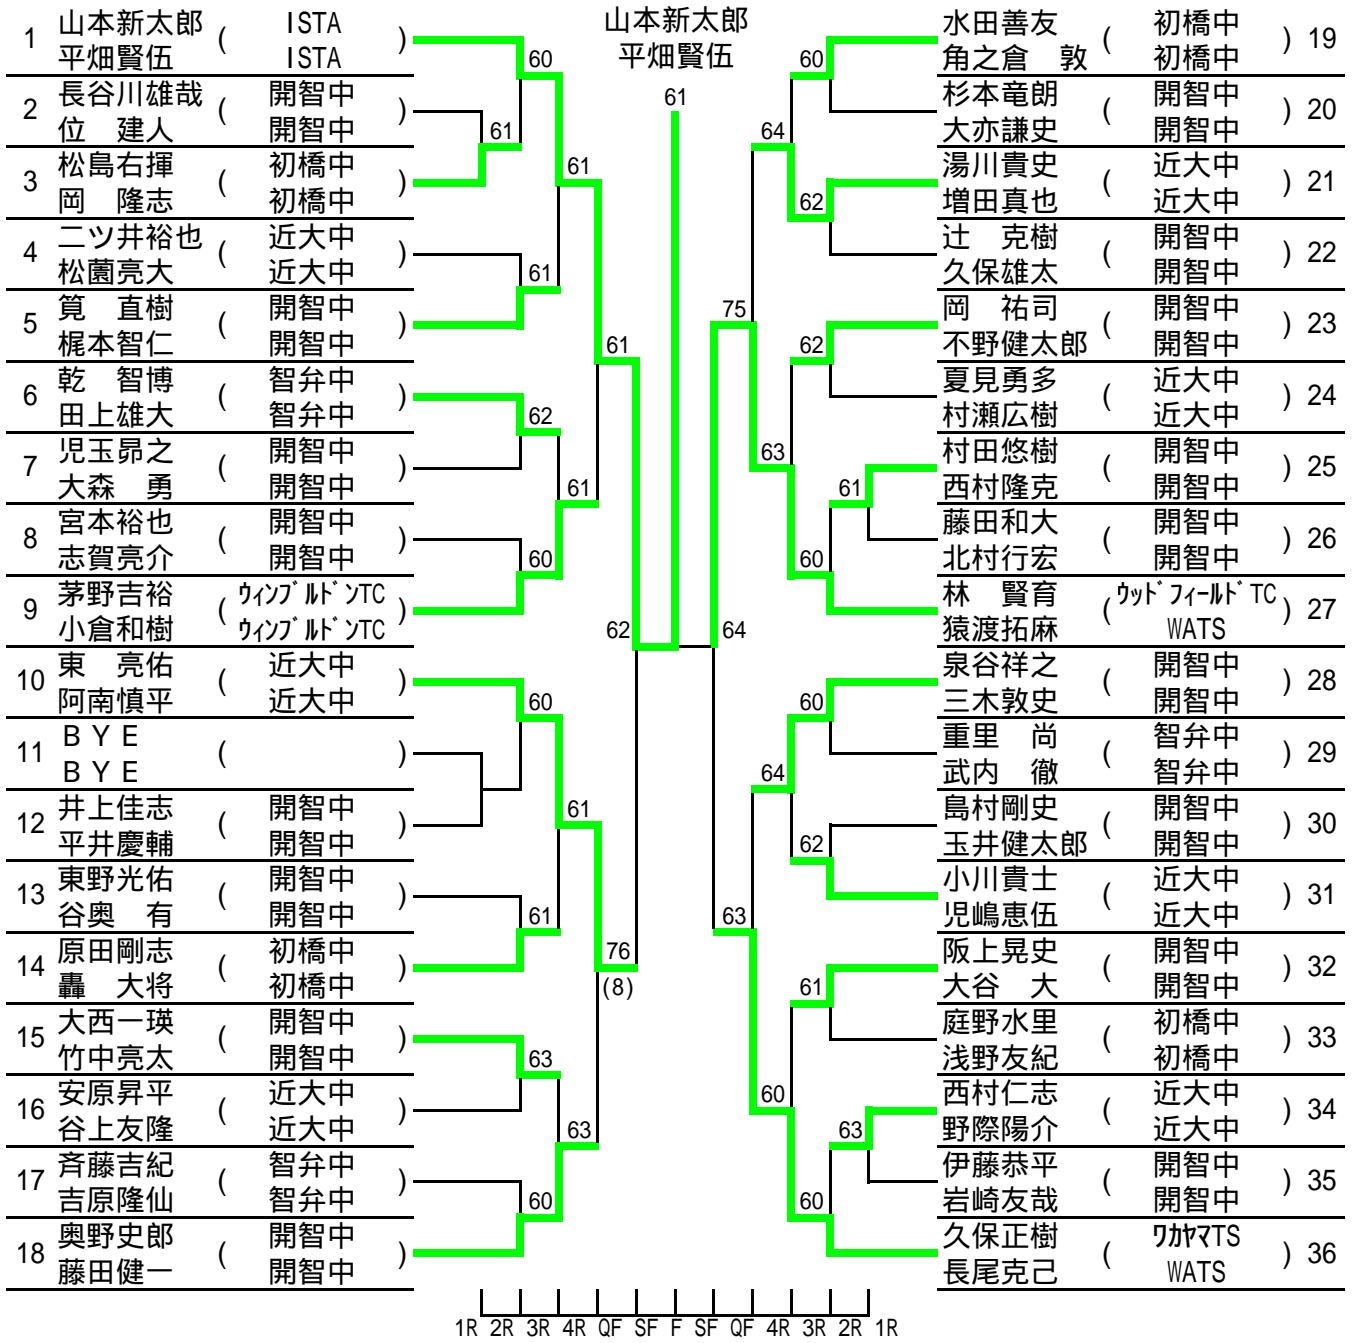 山本新太郎
平畑賢伍
1 山本新太郎 ( ISTA )
平畑賢伍 ISTA
2 長谷川雄哉 ( 開智中 )
位　建人 開智中
3 松島右揮 ( 初橋中 )
岡　隆志 初橋中
4 二ツ井裕也 ( 近大中 )
松薗亮大 近大中
5 筧　直樹 ( 開智中 )
梶本智仁 開智中
6 乾　智博 ( 智弁中 )
田上雄大 智弁中
7 児玉昴之 ( 開智中 )
大森　勇 開智中
8 宮本裕也 ( 開智中 )
志賀亮介 開智中
9 茅野吉裕 ( ウィンブルドンTC )
小倉和樹 ウィンブルドンTC
10 東　亮佑 ( 近大中 )
阿南慎平 近大中
11 ＢＹＥ ( )
ＢＹＥ
12 井上佳志 ( 開智中 )
平井慶輔 開智中
13 東野光佑 ( 開智中 )
谷奥　有 開智中
14 原田剛志 ( 初橋中 )
轟　大将 初橋中
15 大西一瑛 ( 開智中 )
竹中亮太 開智中
16 安原昇平 ( 近大中 )
谷上友隆 近大中
17 斉藤吉紀 ( 智弁中 )
吉原隆仙 智弁中
18 奥野史郎 ( 開智中 )
藤田健一 開智中
60
61
61
61
62
61
60
61
60
61
61
76
(8)
63
63
60
62
61
64
60
64
62
75
62
63
61
60
60
64
62
63
61
60
63
60
水田善友 ( 初橋中 ) 19
角之倉　敦 初橋中
杉本竜朗 ( 開智中 ) 20
大亦謙史 開智中
湯川貴史 ( 近大中 ) 21
増田真也 近大中
辻　克樹 ( 開智中 ) 22
久保雄太 開智中
岡　祐司 ( 開智中 ) 23
不野健太郎 開智中
夏見勇多 ( 近大中 ) 24
村瀬広樹 近大中
村田悠樹 ( 開智中 ) 25
西村隆克 開智中
藤田和大 ( 開智中 ) 26
北村行宏 開智中
林　賢育 ( ウッドフィールドTC ) 27
猿渡拓麻 WATS
泉谷祥之 ( 開智中 ) 28
三木敦史 開智中
重里　尚 ( 智弁中 ) 29
武内　徹 智弁中
島村剛史 ( 開智中 ) 30
玉井健太郎 開智中
小川貴士 ( 近大中 ) 31
児嶋恵伍 近大中
阪上晃史 ( 開智中 ) 32
大谷　大 開智中
庭野水里 ( 初橋中 ) 33
浅野友紀 初橋中
西村仁志 ( 近大中 ) 34
野際陽介 近大中
伊藤恭平 ( 開智中 ) 35
岩崎友哉 開智中
久保正樹 ( ワカヤマTS ) 36
長尾克己 WATS
1R 2R 3R 4R QF SF F SF QF 4R 3R 2R 1R